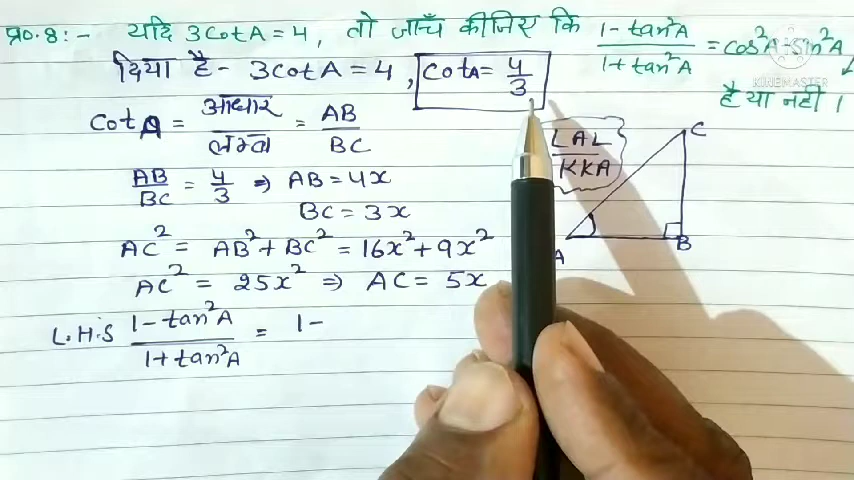 प्र०.8:- यदि 3cotA = 4, तो जाँच कीजिए कि (1-tan²A)/(1+tan²A) = cos²A - sin²A
है या नहीं।
दिया है- 3cotA = 4, cotA = 4/3
cotA = आधार/लम्ब = AB/BC
LAL/KKA
AB/BC = 4/3 ⇒ AB = 4x
BC = 3x
AC² = AB² + BC² = 16x² + 9x²
AC² = 25x² ⇒ AC = 5x
L.H.S (1-tan²A)/(1+tan²A) = 1-
C
A
B
KINEMASTER